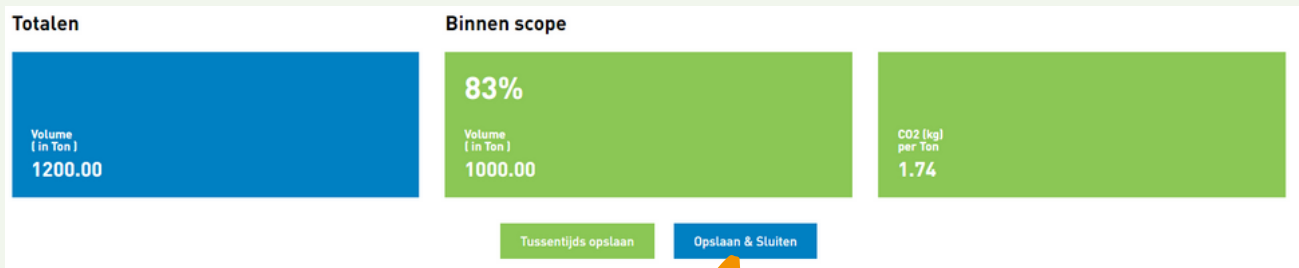 Totalen
Binnen scope
Volume
( in Ton )
1200.00
83%
Volume
( in Ton )
1000.00
CO2 (kg)
per Ton
1.74
Tussentijds opslaan
Opslaan & Sluiten